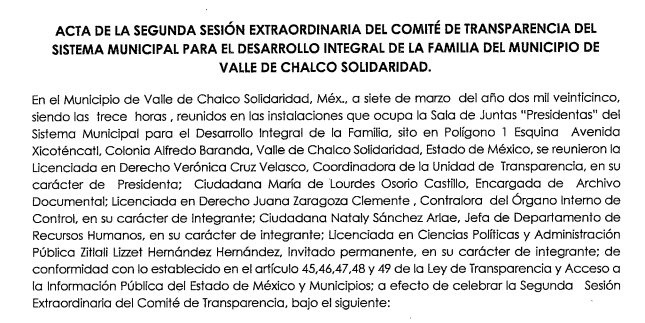 ACTA DE LA SEGUNDA SESIÓN EXTRAORDINARIA DEL COMITÉ DE TRANSPARENCIA DEL
SISTEMA MUNICIPAL PARA EL DESARROLLO INTEGRAL DE LA FAMILIA DEL MUNICIPIO DE
VALLE DE CHALCO SOLIDARIDAD.
En el Municipio de Valle de Chalco Solidaridad, Méx., a siete de marzo del año dos mil veinticinco,
siendo las trece horas , reunidos en las instalaciones que ocupa la Sala de Juntas "Presidentas" del
Sistema Municipal para el Desarrollo Integral de la Familia, sito en Polígono 1 Esquina Avenida
Xicoténcatl, Colonia Alfredo Baranda, Valle de Chalco Solidaridad, Estado de México, se reunieron la
Licenciada en Derecho Verónica Cruz Velasco, Coordinadora de la Unidad de Transparencia, en su
carácter de Presidenta; Ciudadana María de Lourdes Osorio Castillo, Encargada de Archivo
Documental; Licenciada en Derecho Juana Zaragoza Clemente , Contralora del Órgano Interno de
Control, en su carácter de Integrante; Ciudadana Nataly Sánchez Arlae, Jefa de Departamento de
Recursos Humanos, en su carácter de integrante; Licenciada en Ciencias Políticas y Administración
Pública Zitlali Lizzet Hernández Hernández, Invitado permanente, en su carácter de integrante; de
conformidad con lo establecido en el artículo 45,46,47,48 y 49 de la Ley de Transparencia y Acceso a
la Información Pública del Estado de México y Municipios; a efecto de celebrar la Segunda Sesión
Extraordinaria del Comité de Transparencia, bajo el siguiente: